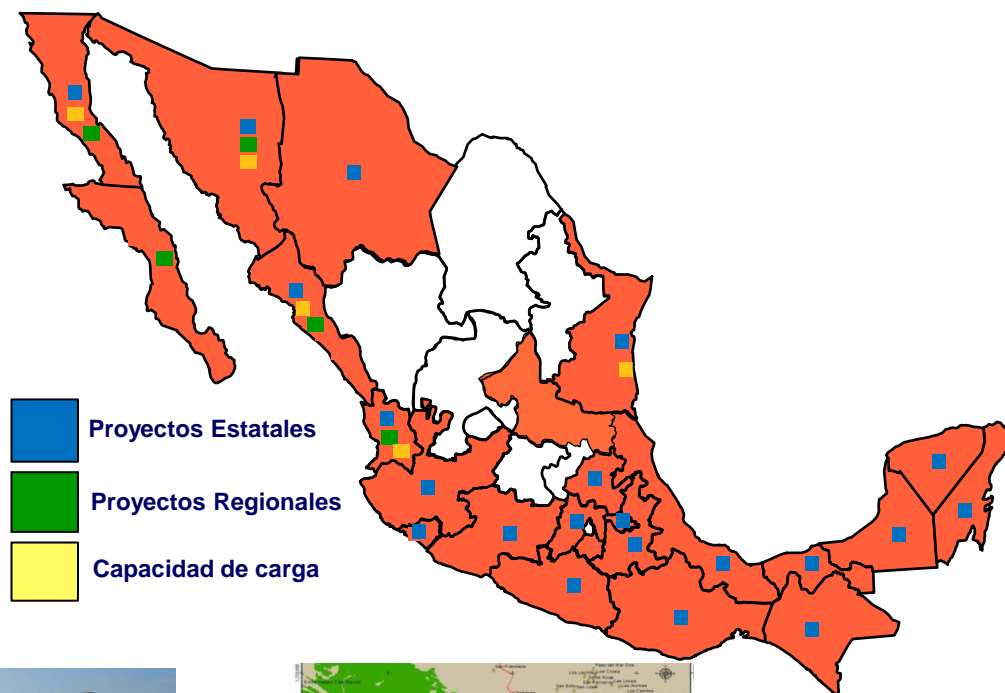 Proyectos Estatales
Proyectos Regionales
Capacidad de carga